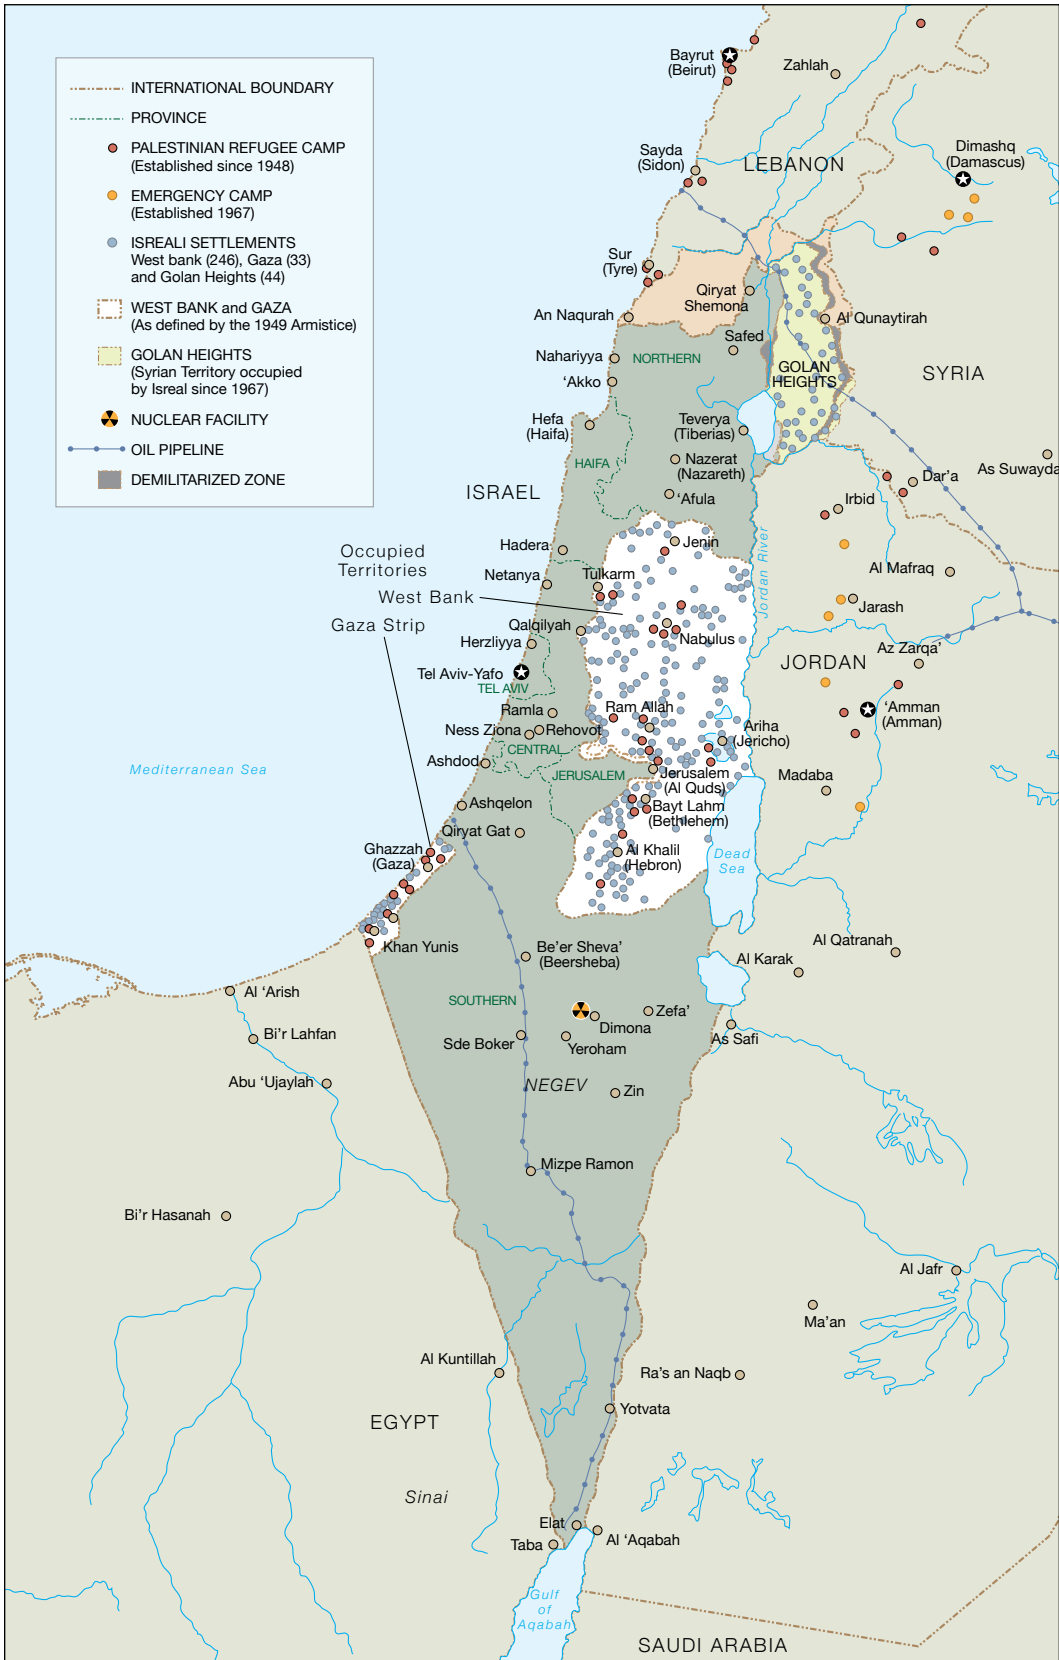 INTERNATIONAL BOUNDARY
PROVINCE
PALESTINIAN REFUGEE CAMP
(Established since 1948)
EMERGENCY CAMP
(Established 1967)
ISREALI SETTLEMENTS
West bank (246), Gaza (33)
and Golan Heights (44)
WEST BANK and GAZA
(As defined by the 1949 Armistice)
GOLAN HEIGHTS
(Syrian Territory occupied
by Isreal since 1967)
NUCLEAR FACILITY
OIL PIPELINE
DEMILITARIZED ZONE
Bayrut
(Beirut)
Zahlah
Sayda
(Sidon)
LEBANON
Dimashq
(Damascus)
Sur
(Tyre)
Qiryat
Shemona
An Naqurah
Al Qunaytirah
Safed
Nahariyya
NORTHERN
GOLAN
HEIGHTS
SYRIA
‘Akko
Hefa
(Haifa)
Teverya
(Tiberias)
HAIFA
Nazerat
(Nazareth)
As Suwayda
Dar’a
ISRAEL
‘Afula
Irbid
Jordan River
Hadera
Jenin
Occupied
Territories
Netanya
Tulkarm
Al Mafraq
West Bank
Jarash
Gaza Strip
Qalqilyah
Nabulus
Herzliyya
Az Zarqa’
JORDAN
Tel Aviv-Yafo
TEL AVIV
Ramla
Ram Allah
‘Amman
(Amman)
Ness Ziona
Rehovot
Ariha
(Jericho)
CENTRAL
Ashdod
JERUSALEM
Jerusalem
(Al Quds)
Madaba
Mediterranean Sea
Ashqelon
Bayt Lahm
(Bethlehem)
Qiryat Gat
Ghazzah
(Gaza)
Al Khalil
(Hebron)
Dead
Sea
Khan Yunis
Be’er Sheva’
(Beersheba)
Al Qatranah
Al Karak
Al ‘Arish
SOUTHERN
Zefa’
Dimona
Bi’r Lahfan
Sde Boker
Yeroham
As Safi
Abu ‘Ujaylah
NEGEV
Zin
Mizpe Ramon
Bi’r Hasanah
Al Jafr
Ma’an
Al Kuntillah
Ra’s an Naqb
Yotvata
EGYPT
Sinai
Elat
Taba
Al ‘Aqabah
Gulf
of
Aqabah
SAUDI ARABIA